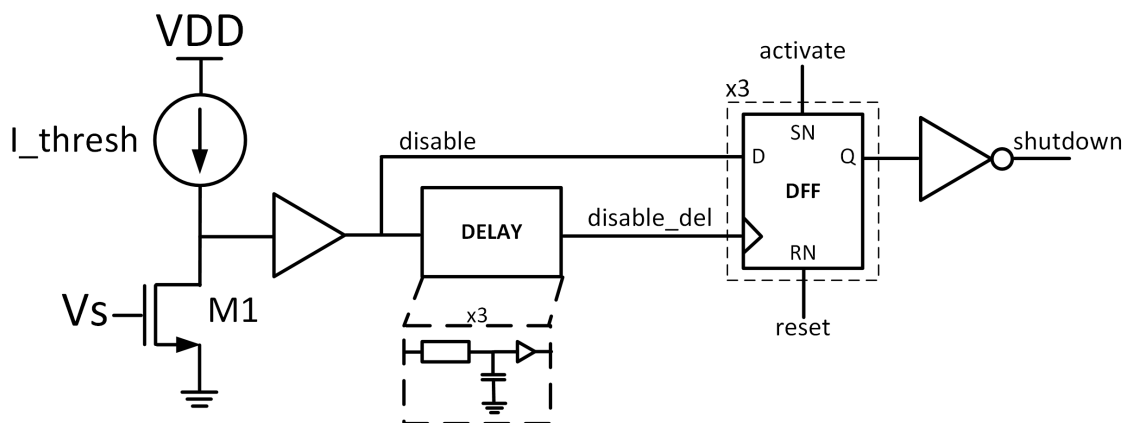 VDD
I_thresh
Vs
M1
disable
DELAY
disable_del
x3
x3
activate
SN
D
Q
DFF
RN
reset
shutdown